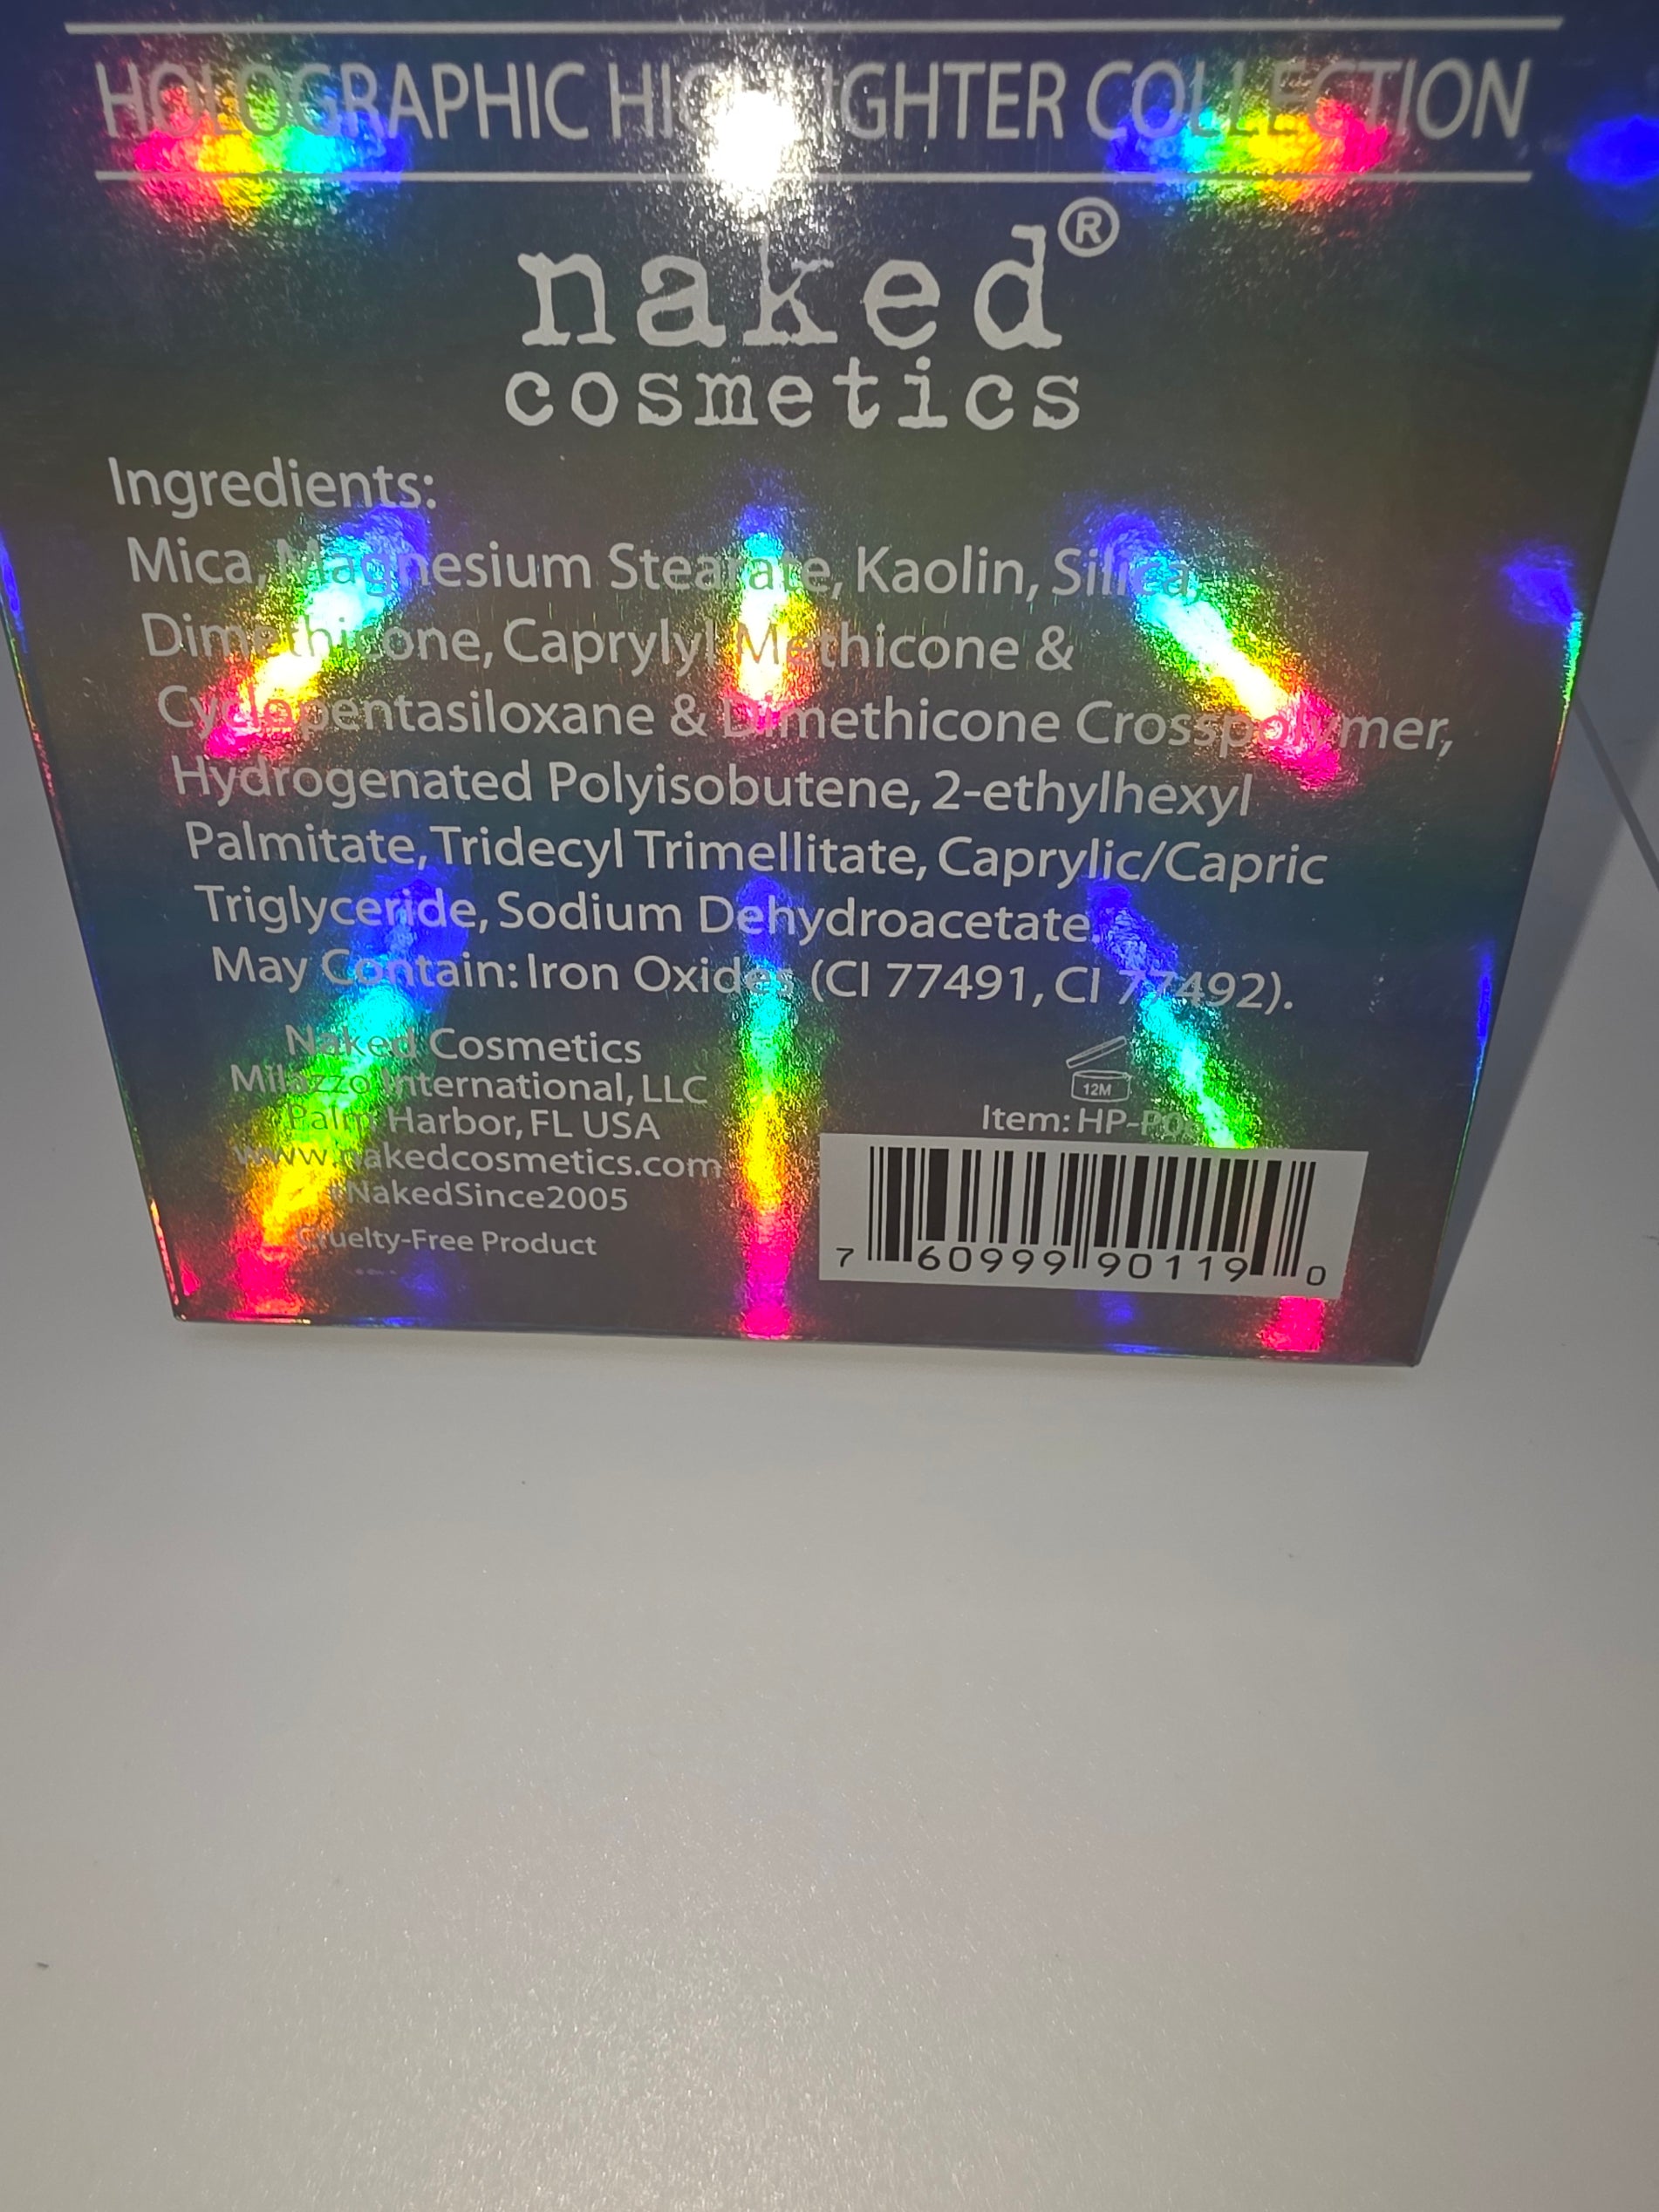 HOLOGRAPHIC HIGHLIGHTER COLLECTION
naked®
cosmetics
Ingredients:
Mica, Magnesium Stearate, Kaolin, Silica,
Dimethicone, Caprylyl Methicone &
Cyclopentasiloxane & Dimethicone Crosspolymer,
Hydrogenated Polyisobutene, 2-ethylhexyl
Palmitate, Tridecyl Trimellitate, Caprylic/Capric
Triglyceride, Sodium Dehydroacetate.
May Contain: Iron Oxides (CI 77491, CI 77492).
Naked Cosmetics
Milazzo International, LLC
Palm Harbor, FL USA
www.nakedcosmetics.com
#NakedSince2005
Cruelty-Free Product
12M
Item:
7 60999 90119 0